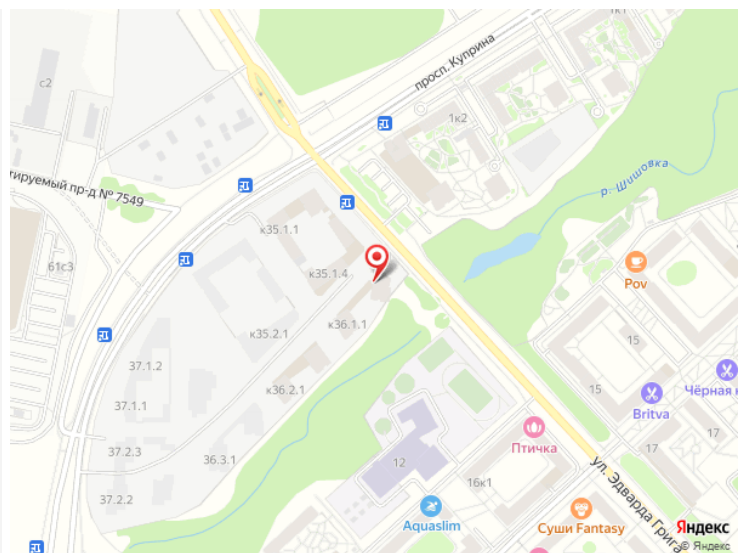 1к1
просп. Куприна
с2
1к2
тируемый пр-д № 7549
р. Шишовка
к35.1.1
61с3
к35.1.4
Pov
к36.1.1
к35.2.1
15
37.1.2
15
к36.2.1
Чёрная к
37.1.1
Britva
Птичка
17
17
37.2.3
36.3.1
12
16к1
ул. Эдварда Грига
37.2.2
Aquaslim
Суши Fantasy
Яндекс
© Яндекс